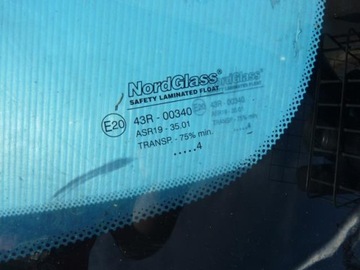 NordGlass®
SAFETY LAMINATED FLOAT
E20 43R - 00340
ASR19 - 35.01
TRANSP - 75% min.
.....4